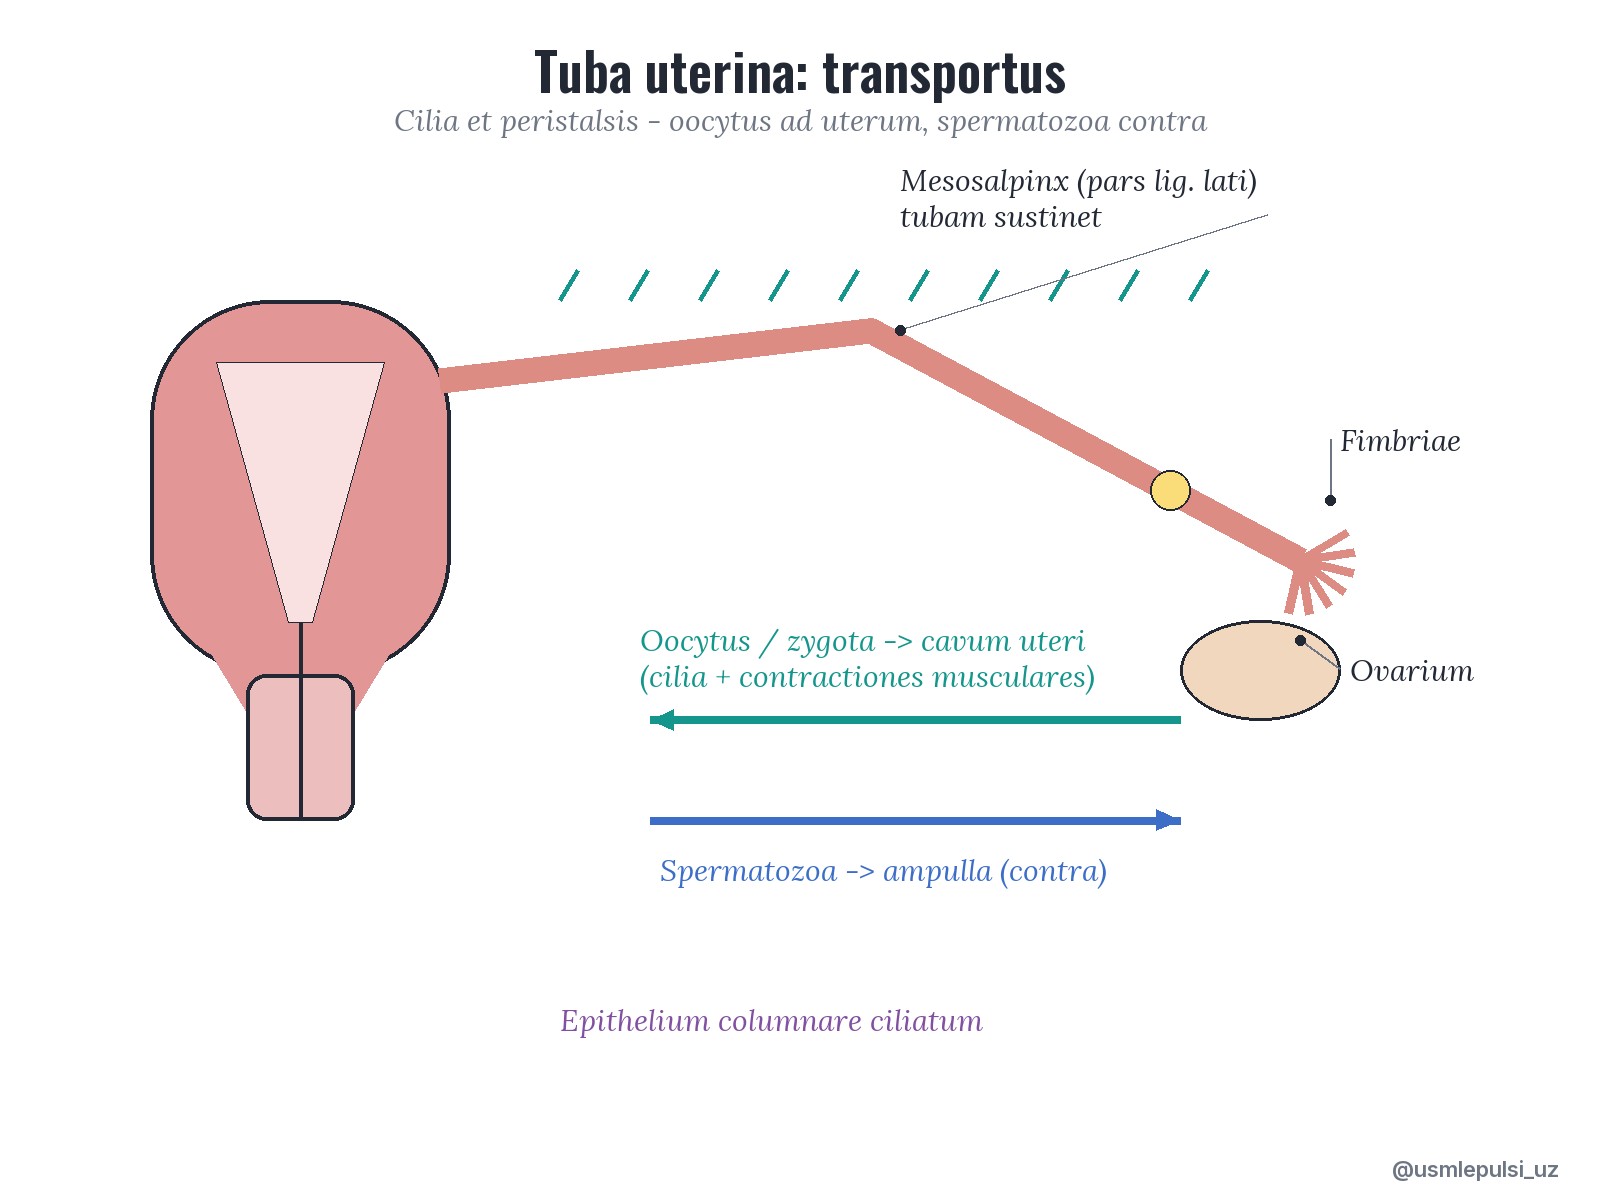 Tuba uterina: transportus
Cilia et peristalsis - oocytus ad uterum, spermatozoa contra
Mesosalpinx (pars lig. lati)
tubam sustinet
Fimbriae
Oocytus / zygota -> cavum uteri
(cilia + contractiones musculares)
Ovarium
Spermatozoa -> ampulla (contra)
Epithelium columnare ciliatum
@usmlepulsi_uz